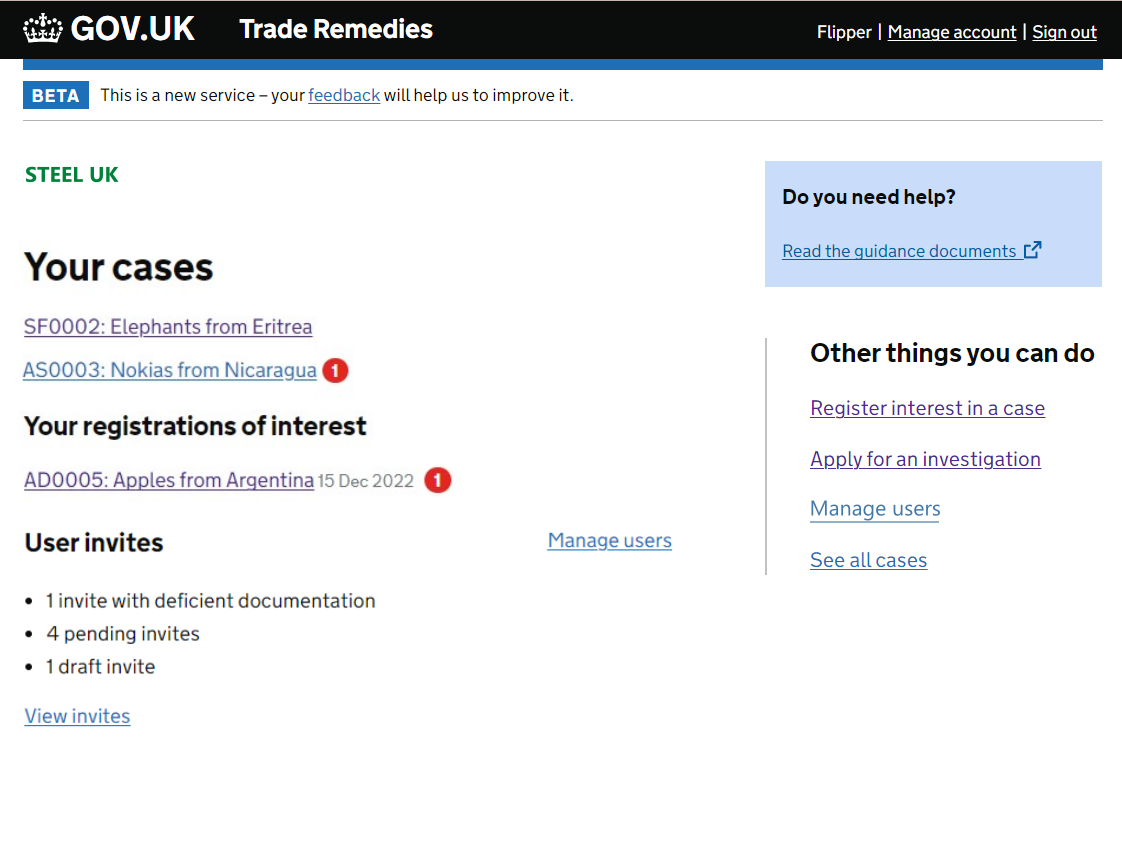 GOV.UK Trade Remedies Flipper | Manage account | Sign out
BETA This is a new service – your feedback will help us to improve it.
STEEL UK
Your cases
SF0002: Elephants from Eritrea
AS0003: Nokias from Nicaragua 1
Your registrations of interest
AD0005: Apples from Argentina 15 Dec 2022 1
User invites Manage users
• 1 invite with deficient documentation
• 4 pending invites
• 1 draft invite
View invites
Do you need help?
Read the guidance documents
Other things you can do
Register interest in a case
Apply for an investigation
Manage users
See all cases